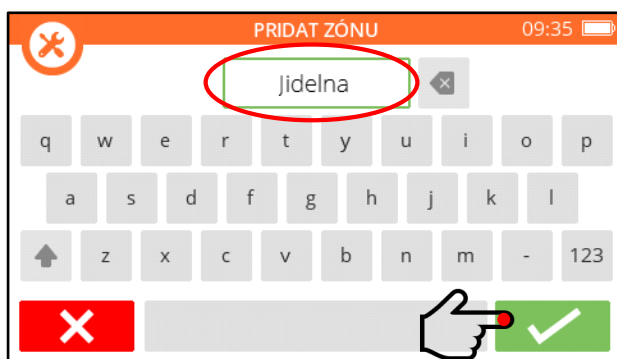 PRIDAT ZÓNU 09:35
Jidelna
q w e r t y u i o p
a s d f g h j k l
z x c v b n m - 123